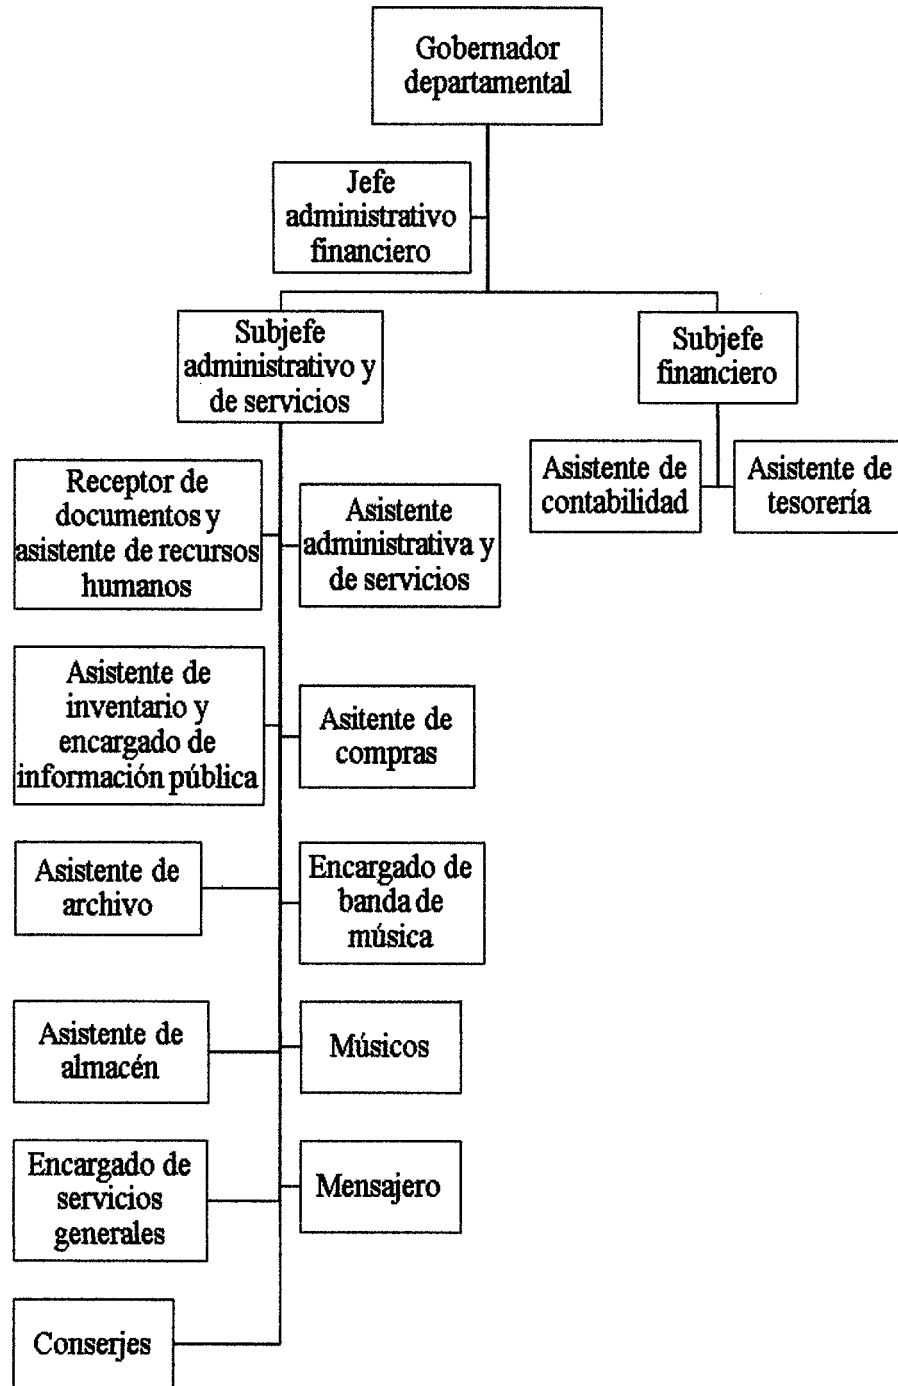 Gobernador
departamental
Jefe
administrativo
financiero
Subjefe
administrativo y
de servicios
Subjefe
financiero
Asistente de
contabilidad
Asistente de
tesorería
Receptor de
documentos y
asistente de recursos
humanos
Asistente
administrativa y
de servicios
Asistente de
inventario y
encargado de
información pública
Asitente de
compras
Asistente de
archivo
Encargado de
banda de
música
Asistente de
almacén
Músicos
Encargado de
servicios
generales
Mensajero
Conserjes